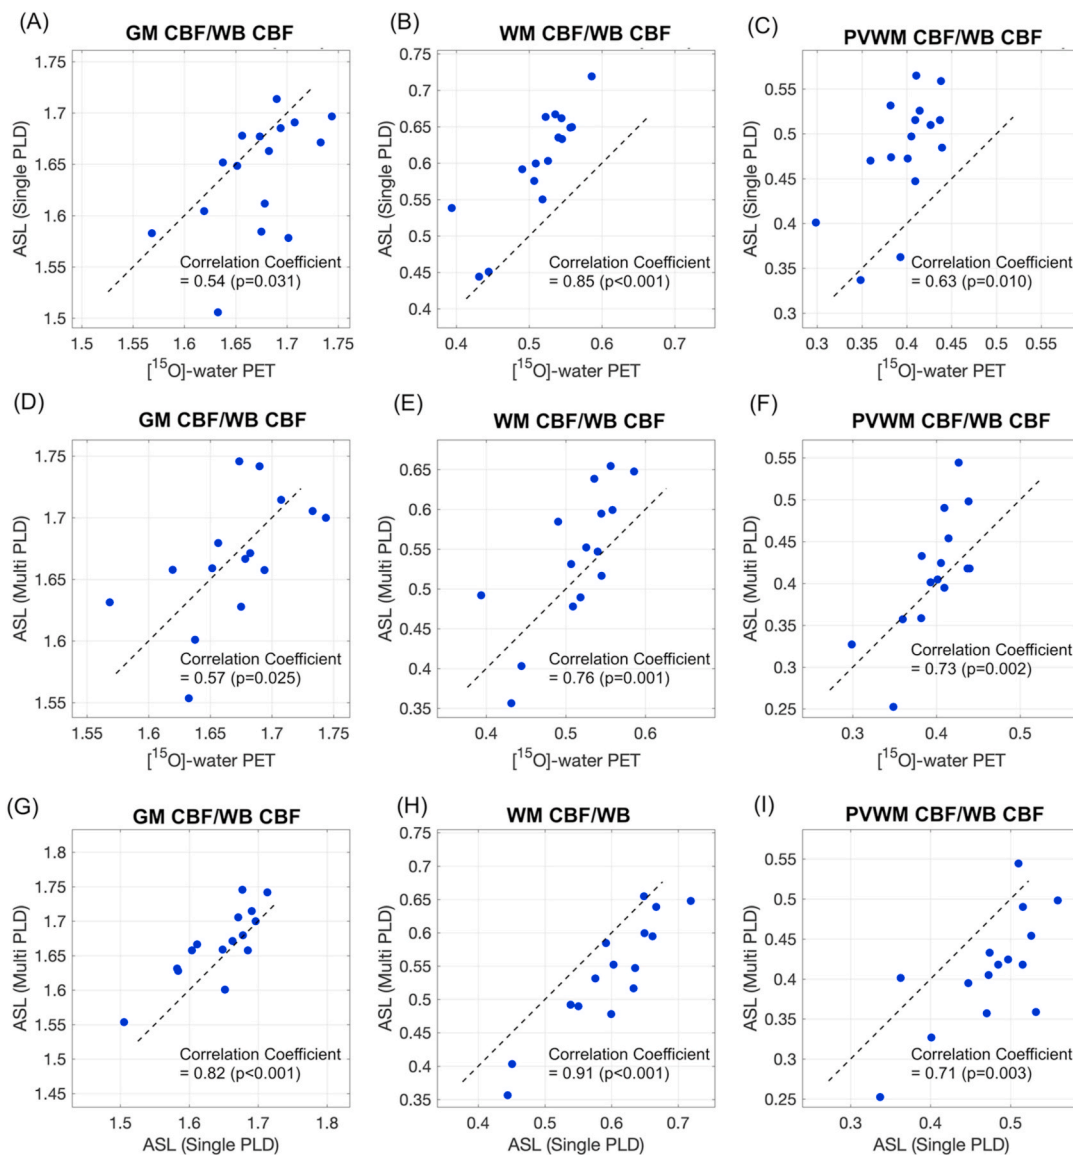 (A)
GM CBF/WB CBF
1.75
1.7
1.65
1.6
1.55
1.5
ASL (Single PLD)
Correlation Coefficient
= 0.54 (p=0.031)
1.5 1.55 1.6 1.65 1.7 1.75
[¹⁵O]-water PET
(B)
WM CBF/WB CBF
0.75
0.7
0.65
0.6
0.55
0.5
0.45
0.4
ASL (Single PLD)
Correlation Coefficient
= 0.85 (p<0.001)
0.4 0.5 0.6 0.7
[¹⁵O]-water PET
(C)
PVWM CBF/WB CBF
0.55
0.5
0.45
0.4
0.35
0.3
ASL (Single PLD)
Correlation Coefficient
= 0.63 (p=0.010)
0.3 0.35 0.4 0.45 0.5 0.55
[¹⁵O]-water PET
(D)
GM CBF/WB CBF
1.75
1.7
1.65
1.6
1.55
ASL (Multi PLD)
Correlation Coefficient
= 0.57 (p=0.025)
1.55 1.6 1.65 1.7 1.75
[¹⁵O]-water PET
(E)
WM CBF/WB CBF
0.65
0.6
0.55
0.5
0.45
0.4
0.35
ASL (Multi PLD)
Correlation Coefficient
= 0.76 (p=0.001)
0.4 0.5 0.6
[¹⁵O]-water PET
(F)
PVWM CBF/WB CBF
0.55
0.5
0.45
0.4
0.35
0.3
0.25
ASL (Multi PLD)
Correlation Coefficient
= 0.73 (p=0.002)
0.3 0.4 0.5
[¹⁵O]-water PET
(G)
GM CBF/WB CBF
1.8
1.75
1.7
1.65
1.6
1.55
1.5
1.45
ASL (Multi PLD)
Correlation Coefficient
= 0.82 (p<0.001)
1.5 1.6 1.7 1.8
ASL (Single PLD)
(H)
WM CBF/WB
0.75
0.7
0.65
0.6
0.55
0.5
0.45
0.4
0.35
ASL (Multi PLD)
Correlation Coefficient
= 0.91 (p<0.001)
0.4 0.5 0.6 0.7
ASL (Single PLD)
(I)
PVWM CBF/WB CBF
0.55
0.5
0.45
0.4
0.35
0.3
0.25
ASL (Multi PLD)
Correlation Coefficient
= 0.71 (p=0.003)
0.3 0.4 0.5
ASL (Single PLD)